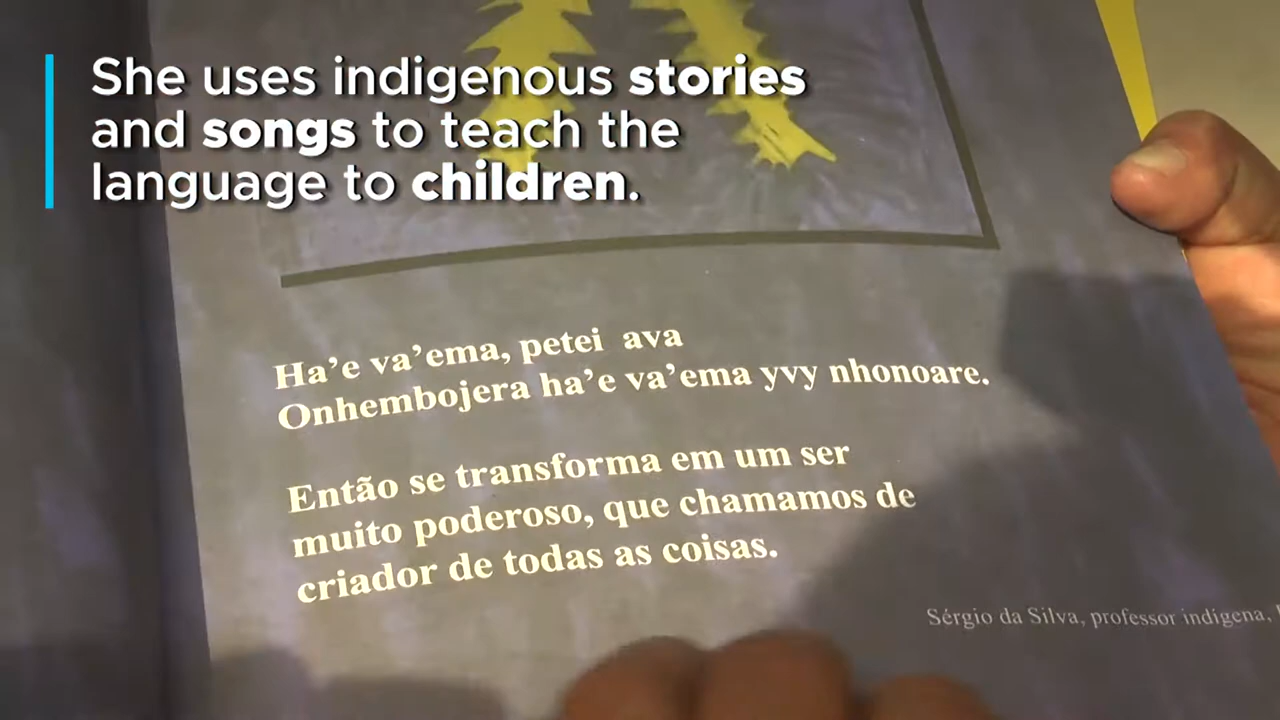 She uses indigenous stories
and songs to teach the
language to children.
Ha’e va’ema, petei ava
Onhembojera ha’e va’ema yvy nhonoare.
Então se transforma em um ser
muito poderoso, que chamamos de
criador de todas as coisas.
Sérgio da Silva, professor indígena,